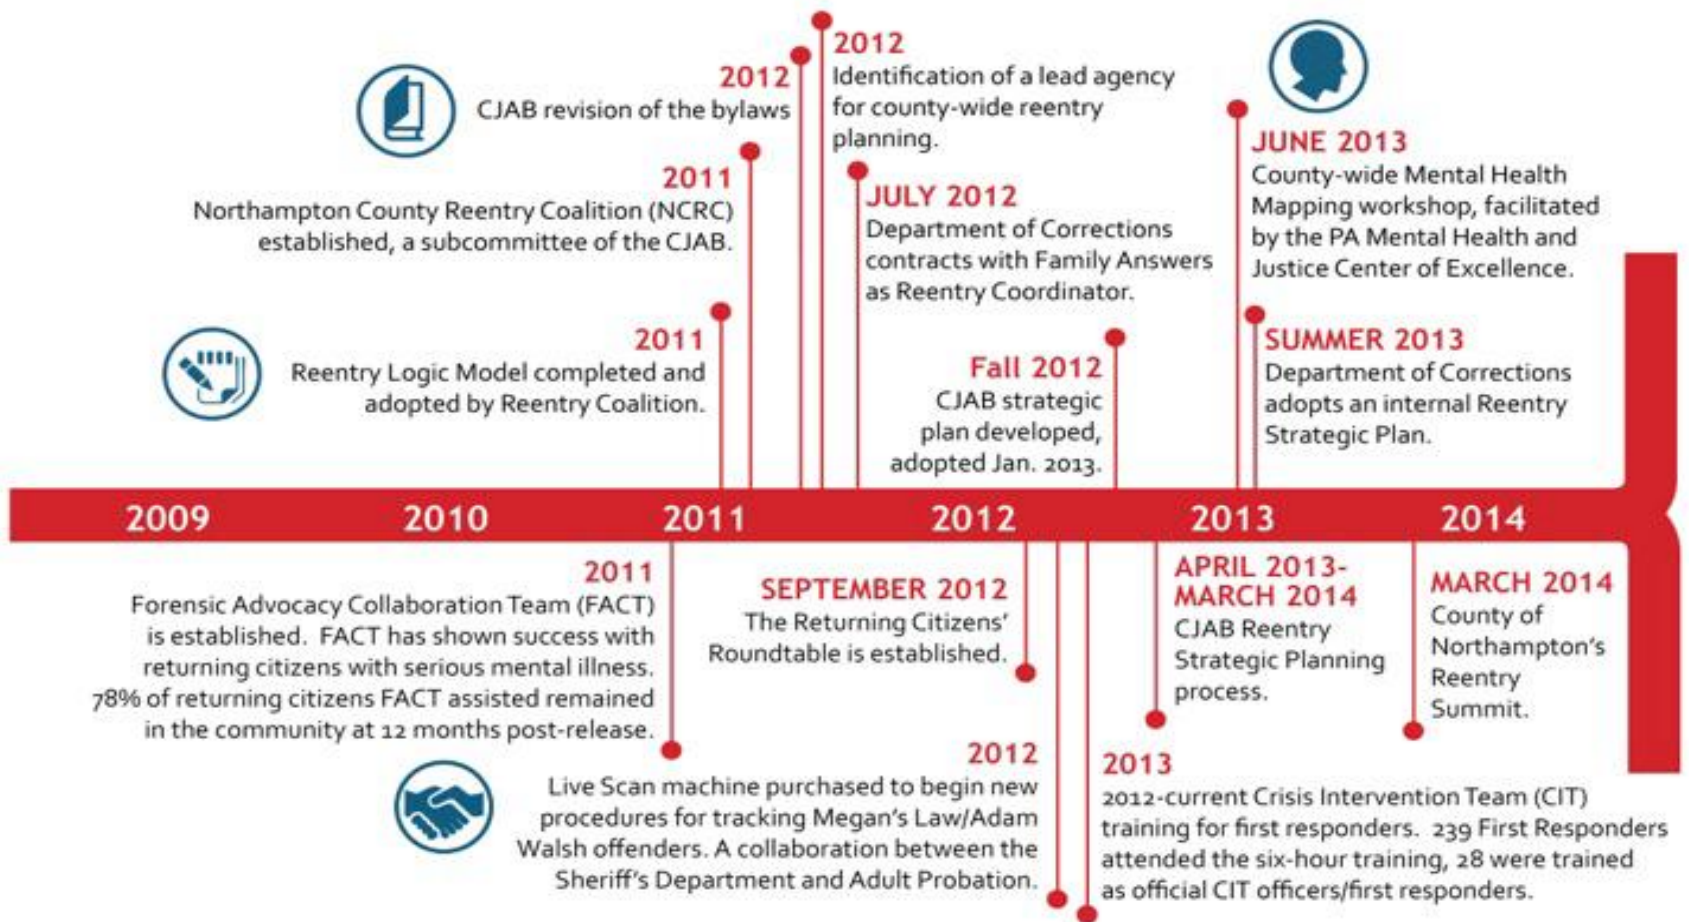 2012
CJAB revision of the bylaws
2012
Identification of a lead agency
for county-wide reentry
planning.
2011
Northampton County Reentry Coalition (NCRC)
established, a subcommittee of the CJAB.
JULY 2012
Department of Corrections
contracts with Family Answers
as Reentry Coordinator.
JUNE 2013
County-wide Mental Health
Mapping workshop, facilitated
by the PA Mental Health and
Justice Center of Excellence.
2011
Reentry Logic Model completed and
adopted by Reentry Coalition.
Fall 2012
CJAB strategic
plan developed,
adopted Jan. 2013.
SUMMER 2013
Department of Corrections
adopts an internal Reentry
Strategic Plan.
2009 2010 2011 2012 2013 2014
2011
Forensic Advocacy Collaboration Team (FACT)
is established. FACT has shown success with
returning citizens with serious mental illness.
78% of returning citizens FACT assisted remained
in the community at 12 months post-release.
SEPTEMBER 2012
The Returning Citizens'
Roundtable is established.
APRIL 2013-
MARCH 2014
CJAB Reentry
Strategic Planning
process.
MARCH 2014
County of
Northampton's
Reentry
Summit.
2012
Live Scan machine purchased to begin new
procedures for tracking Megan's Law/Adam
Walsh offenders. A collaboration between the
Sheriff's Department and Adult Probation.
2013
2012-current Crisis Intervention Team (CIT)
training for first responders. 239 First Responders
attended the six-hour training, 28 were trained
as official CIT officers/first responders.